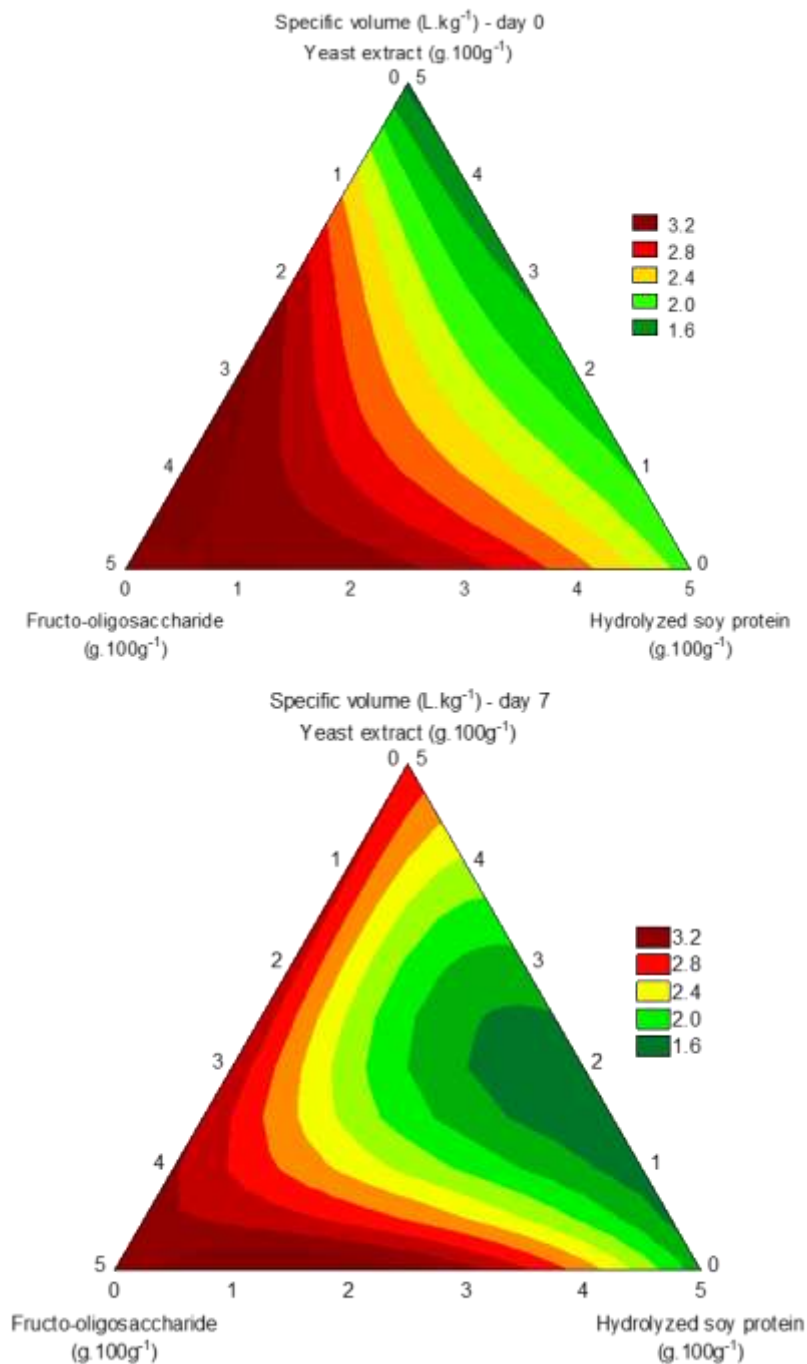 Specific volume (L.kg⁻¹) - day 0
Yeast extract (g.100g⁻¹)
0 5
1 4
2 3
3 2
4 1
5 0
0 1 2 3 4 5
3.2
2.8
2.4
2.0
1.6
Fructo-oligosaccharide
(g.100g⁻¹)
Hydrolyzed soy protein
(g.100g⁻¹)
Specific volume (L.kg⁻¹) - day 7
Yeast extract (g.100g⁻¹)
0 5
1 4
2 3
3 2
4 1
5 0
0 1 2 3 4 5
3.2
2.8
2.4
2.0
1.6
Fructo-oligosaccharide
(g.100g⁻¹)
Hydrolyzed soy protein
(g.100g⁻¹)